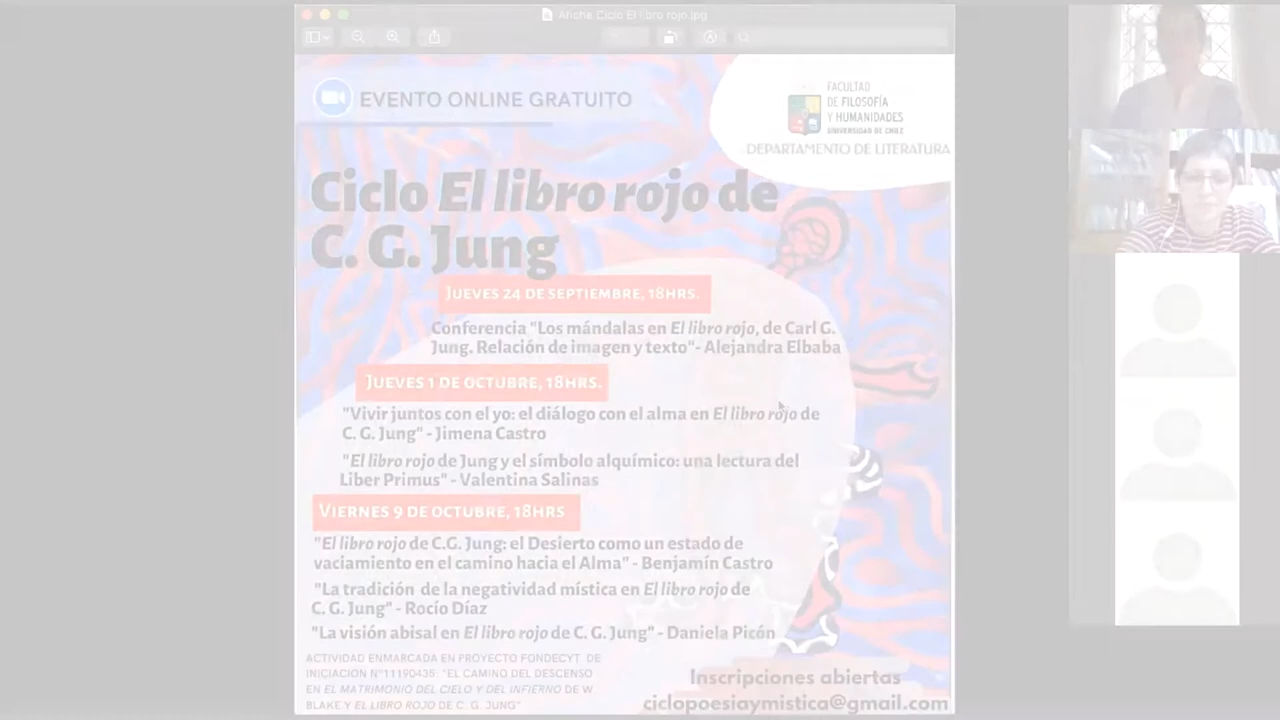 Afiche Ciclo El libro rojo.jpg
EVENTO ONLINE GRATUITO
FACULTAD
DE FILOSOFÍA
Y HUMANIDADES
UNIVERSIDAD DE CHILE
DEPARTAMENTO DE LITERATURA
Ciclo El libro rojo de
C. G. Jung
JUEVES 24 DE SEPTIEMBRE, 18HRS.
Conferencia "Los mándalas en El libro rojo, de Carl G.
Jung. Relación de imagen y texto"- Alejandra Elbaba
JUEVES 1 DE OCTUBRE, 18HRS.
"Vivir juntos con el yo: el diálogo con el alma en El libro rojo de
C. G. Jung" - Jimena Castro
"El libro rojo de Jung y el símbolo alquímico: una lectura del
Liber Primus" - Valentina Salinas
VIERNES 9 DE OCTUBRE, 18HRS
"El libro rojo de C.G. Jung: el Desierto como un estado de
vaciamiento en el camino hacia el Alma" - Benjamín Castro
"La tradición de la negatividad mística en El libro rojo de
C. G. Jung" - Rocío Díaz
"La visión abisal en El libro rojo de C. G. Jung" - Daniela Picón
ACTIVIDAD ENMARCADA EN PROYECTO FONDECYT DE
INICIACIÓN N°11190435: "EL CAMINO DEL DESCENSO
EN EL MATRIMONIO DEL CIELO Y DEL INFIERNO DE W.
BLAKE Y EL LIBRO ROJO DE C. G. JUNG"
Inscripciones abiertas
ciclopoesiaymistica@gmail.com